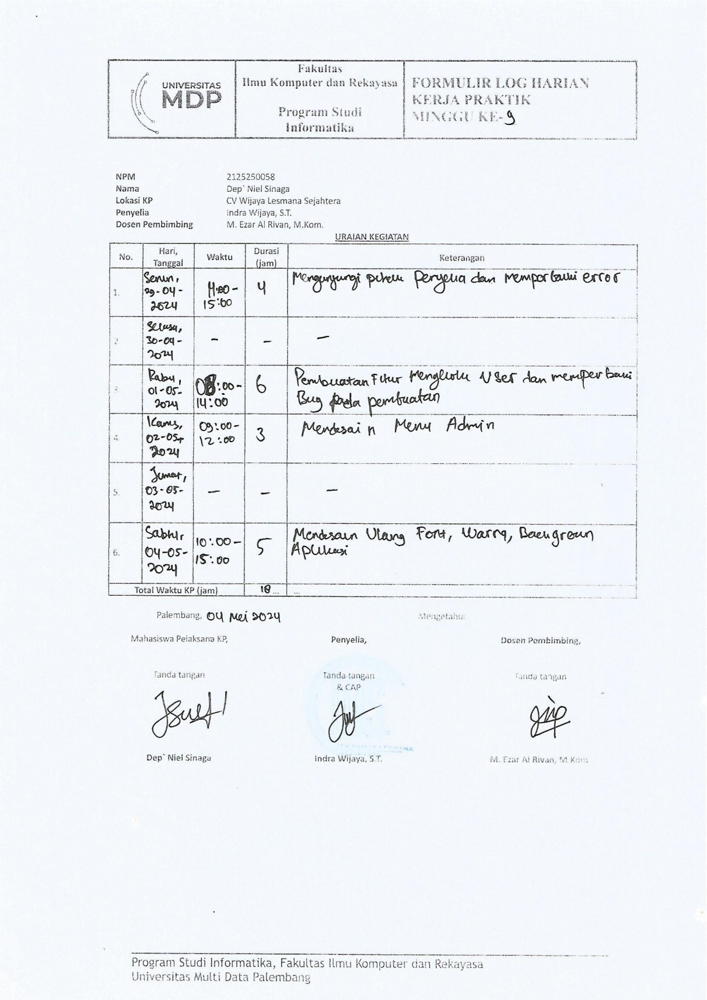 UNIVERSITAS
MDP
Fakultas
Ilmu Komputer dan Rekayasa
Program Studi
Informatika
FORMULIR LOG HARIAN
KERJA PRAKTIK
MINGGU KE-9
NPM 2125250058
Nama Dep` Niel Sinaga
Lokasi KP CV Wijaya Lesmana Sejahtera
Penyelia Indra Wijaya, S.T.
Dosen Pembimbing M. Ezar Al Rivan, M.Kom.
URAIAN KEGIATAN
No. Hari, Tanggal Waktu Durasi (jam) Keterangan
1. Senin, 29-04-2024 11:00-15:00 4 Mengunjungi Penyelia dan memperbaiki error
2 Selasa, 30-04-2024 - - -
3 Rabu, 01-05-2024 08:00-14:00 6 Pembuatan Fitur Mengelola User dan memperbaiki
Bug pada pembuatan
4. Kamis, 02-05-2024 09:00-12:00 3 Mendesain Menu Admin
5. Jumat, 03-05-2024 - - -
6. Sabtu, 04-05-2024 10:00-15:00 5 Mendesain Ulang Font, Warna, Background
Aplikasi
Total Waktu KP (jam) 18... ...
Palembang, 04 Mei 2024 Mengetahui
Mahasiswa Pelaksana KP, Penyelia, Dosen Pembimbing,
Tanda tangan Tanda tangan Tanda tangan
& CAP
Dep` Niel Sinaga Indra Wijaya, S.T. M. Ezar Al Rivan, M.Kom
Program Studi Informatika, Fakultas Ilmu Komputer dan Rekayasa
Universitas Multi Data Palembang